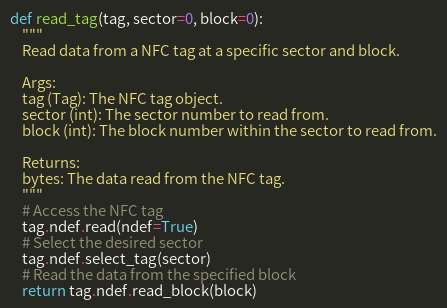 def read_tag(tag, sector=0, block=0):
"""
Read data from a NFC tag at a specific sector and block.
Args:
tag (Tag): The NFC tag object.
sector (int): The sector number to read from.
block (int): The block number within the sector to read from.
Returns:
bytes: The data read from the NFC tag.
"""
# Access the NFC tag
tag.ndef.read(ndef=True)
# Select the desired sector
tag.ndef.select_tag(sector)
# Read the data from the specified block
return tag.ndef.read_block(block)